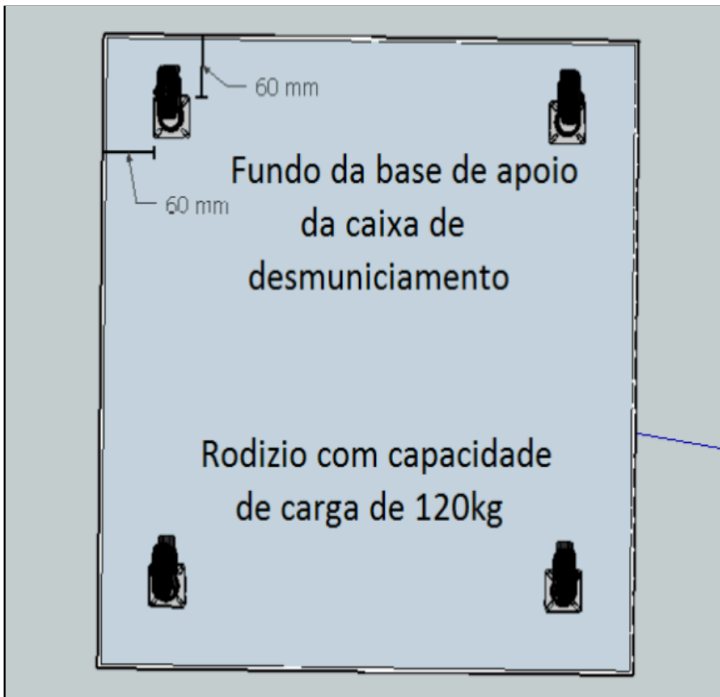 60 mm
60 mm
Fundo da base de apoio
da caixa de
desmuniciamento
Rodizio com capacidade
de carga de 120kg